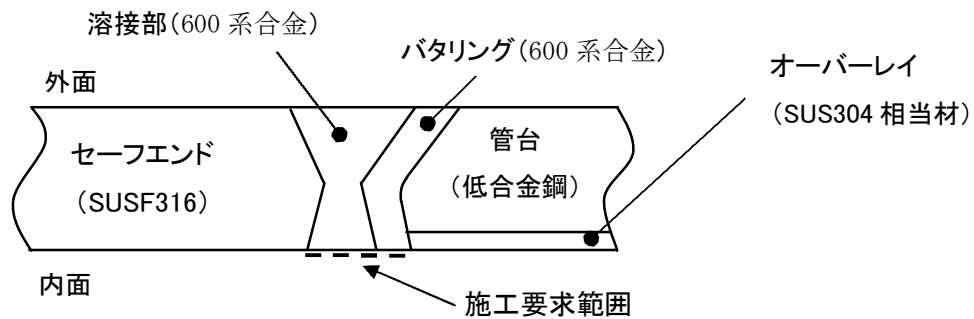 溶接部（600 系合金）
バタリング（600 系合金）
オーバーレイ
（SUS304 相当材）
外面
セーフエンド
（SUSF316）
管台
（低合金鋼）
内面
施工要求範囲